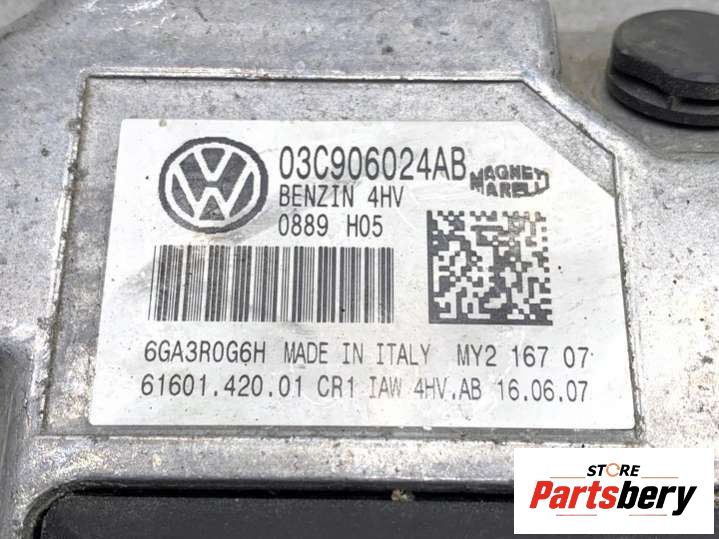 03C906024AB
MAGNETI
MARELLI
BENZIN 4HV
0889 H05
6GA3R0G6H MADE IN ITALY MY2 167 07
61601.420.01 CR1 IAW 4HV.AB 16.06.07
STORE
Partsbery